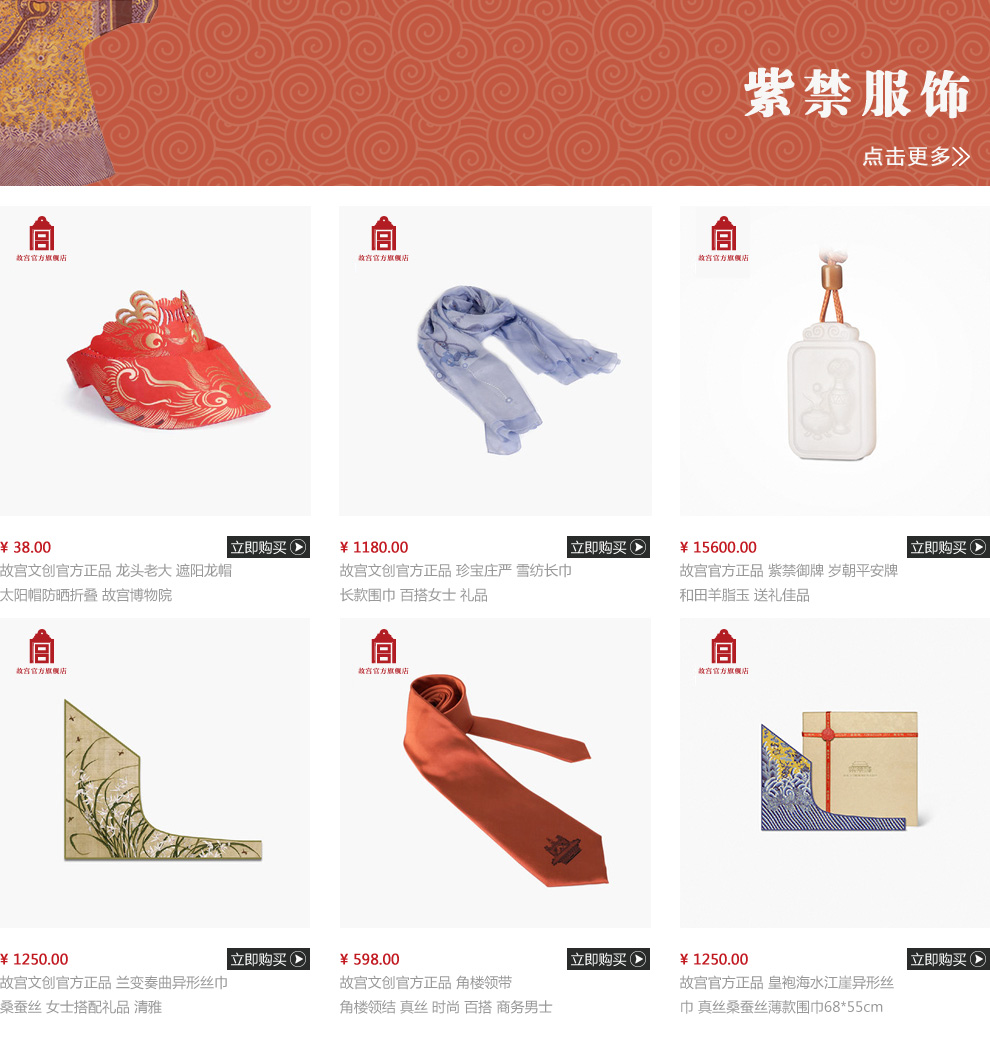 紫禁服饰
点击更多
故宫官方旗舰店
故宫官方旗舰店
故宫官方旗舰店
¥ 38.00 立即购买
故宫文创官方正品 龙头老大 遮阳龙帽
太阳帽防晒折叠 故宫博物院
¥ 1180.00 立即购买
故宫文创官方正品 珍宝庄严 雪纺长巾
长款围巾 百搭女士 礼品
¥ 15600.00 立即购买
故宫官方正品 紫禁御牌 岁朝平安牌
和田羊脂玉 送礼佳品
故宫官方旗舰店
故宫官方旗舰店
故宫官方旗舰店
¥ 1250.00 立即购买
故宫文创官方正品 兰变奏曲异形丝巾
桑蚕丝 女士搭配礼品 清雅
¥ 598.00 立即购买
故宫文创官方正品 角楼领带
角楼领结 真丝 时尚 百搭 商务男士
¥ 1250.00 立即购买
故宫官方正品 皇袍海水江崖异形丝
巾 真丝桑蚕丝薄款围巾68*55cm